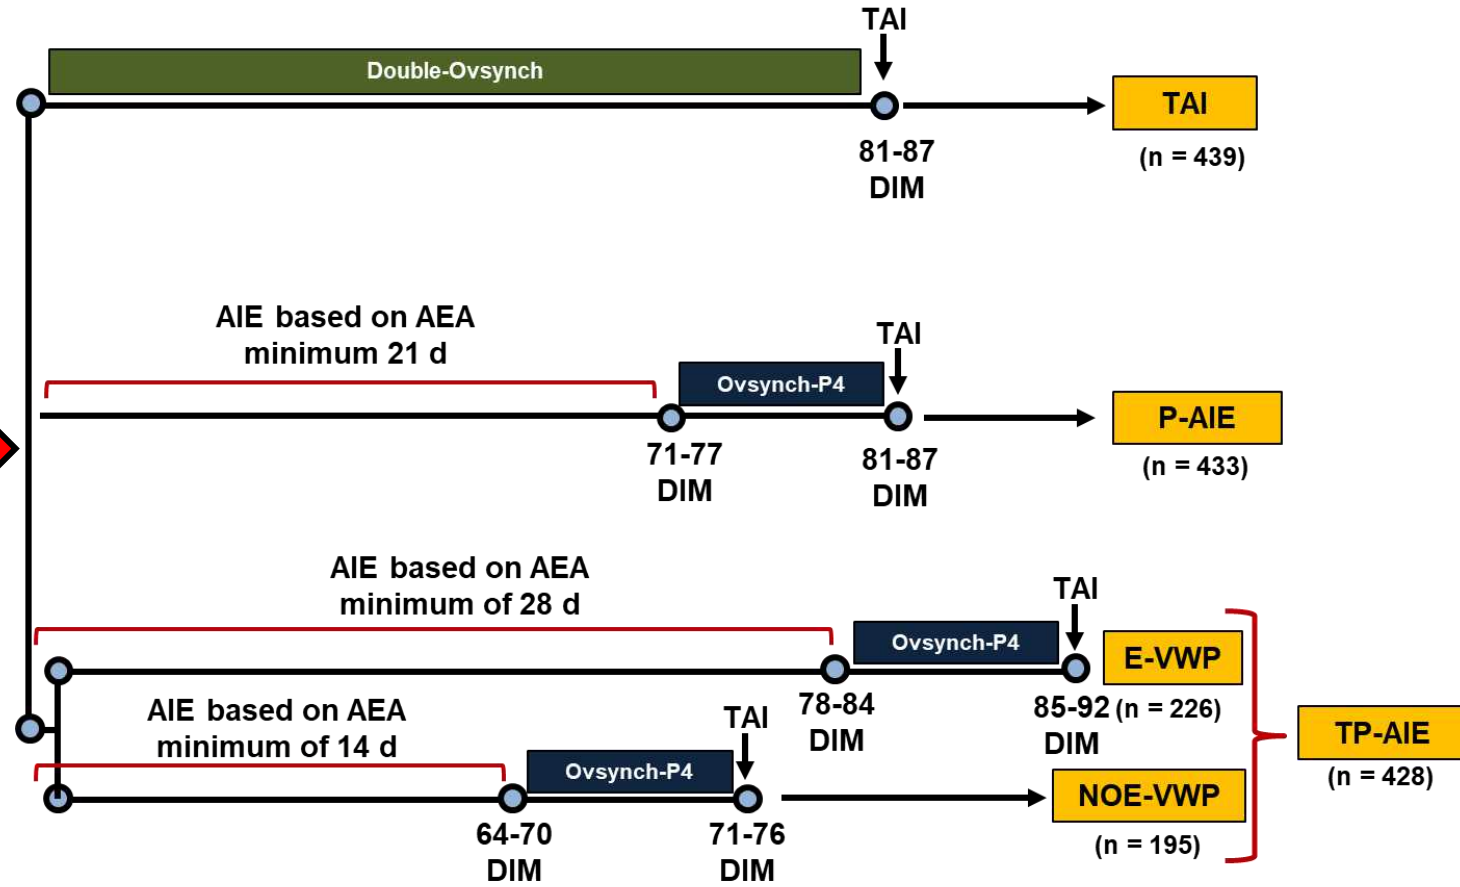 TAI
Double-Ovsynch
TAI
81-87
DIM
(n = 439)
AIE based on AEA
minimum 21 d
TAI
Ovsynch-P4
P-AIE
71-77
DIM
81-87
DIM
(n = 433)
AIE based on AEA
minimum of 28 d
TAI
Ovsynch-P4
E-VWP
78-84
DIM
85-92
DIM
(n = 226)
AIE based on AEA
minimum of 14 d
TAI
Ovsynch-P4
TP-AIE
(n = 428)
NOE-VWP
64-70
DIM
71-76
DIM
(n = 195)